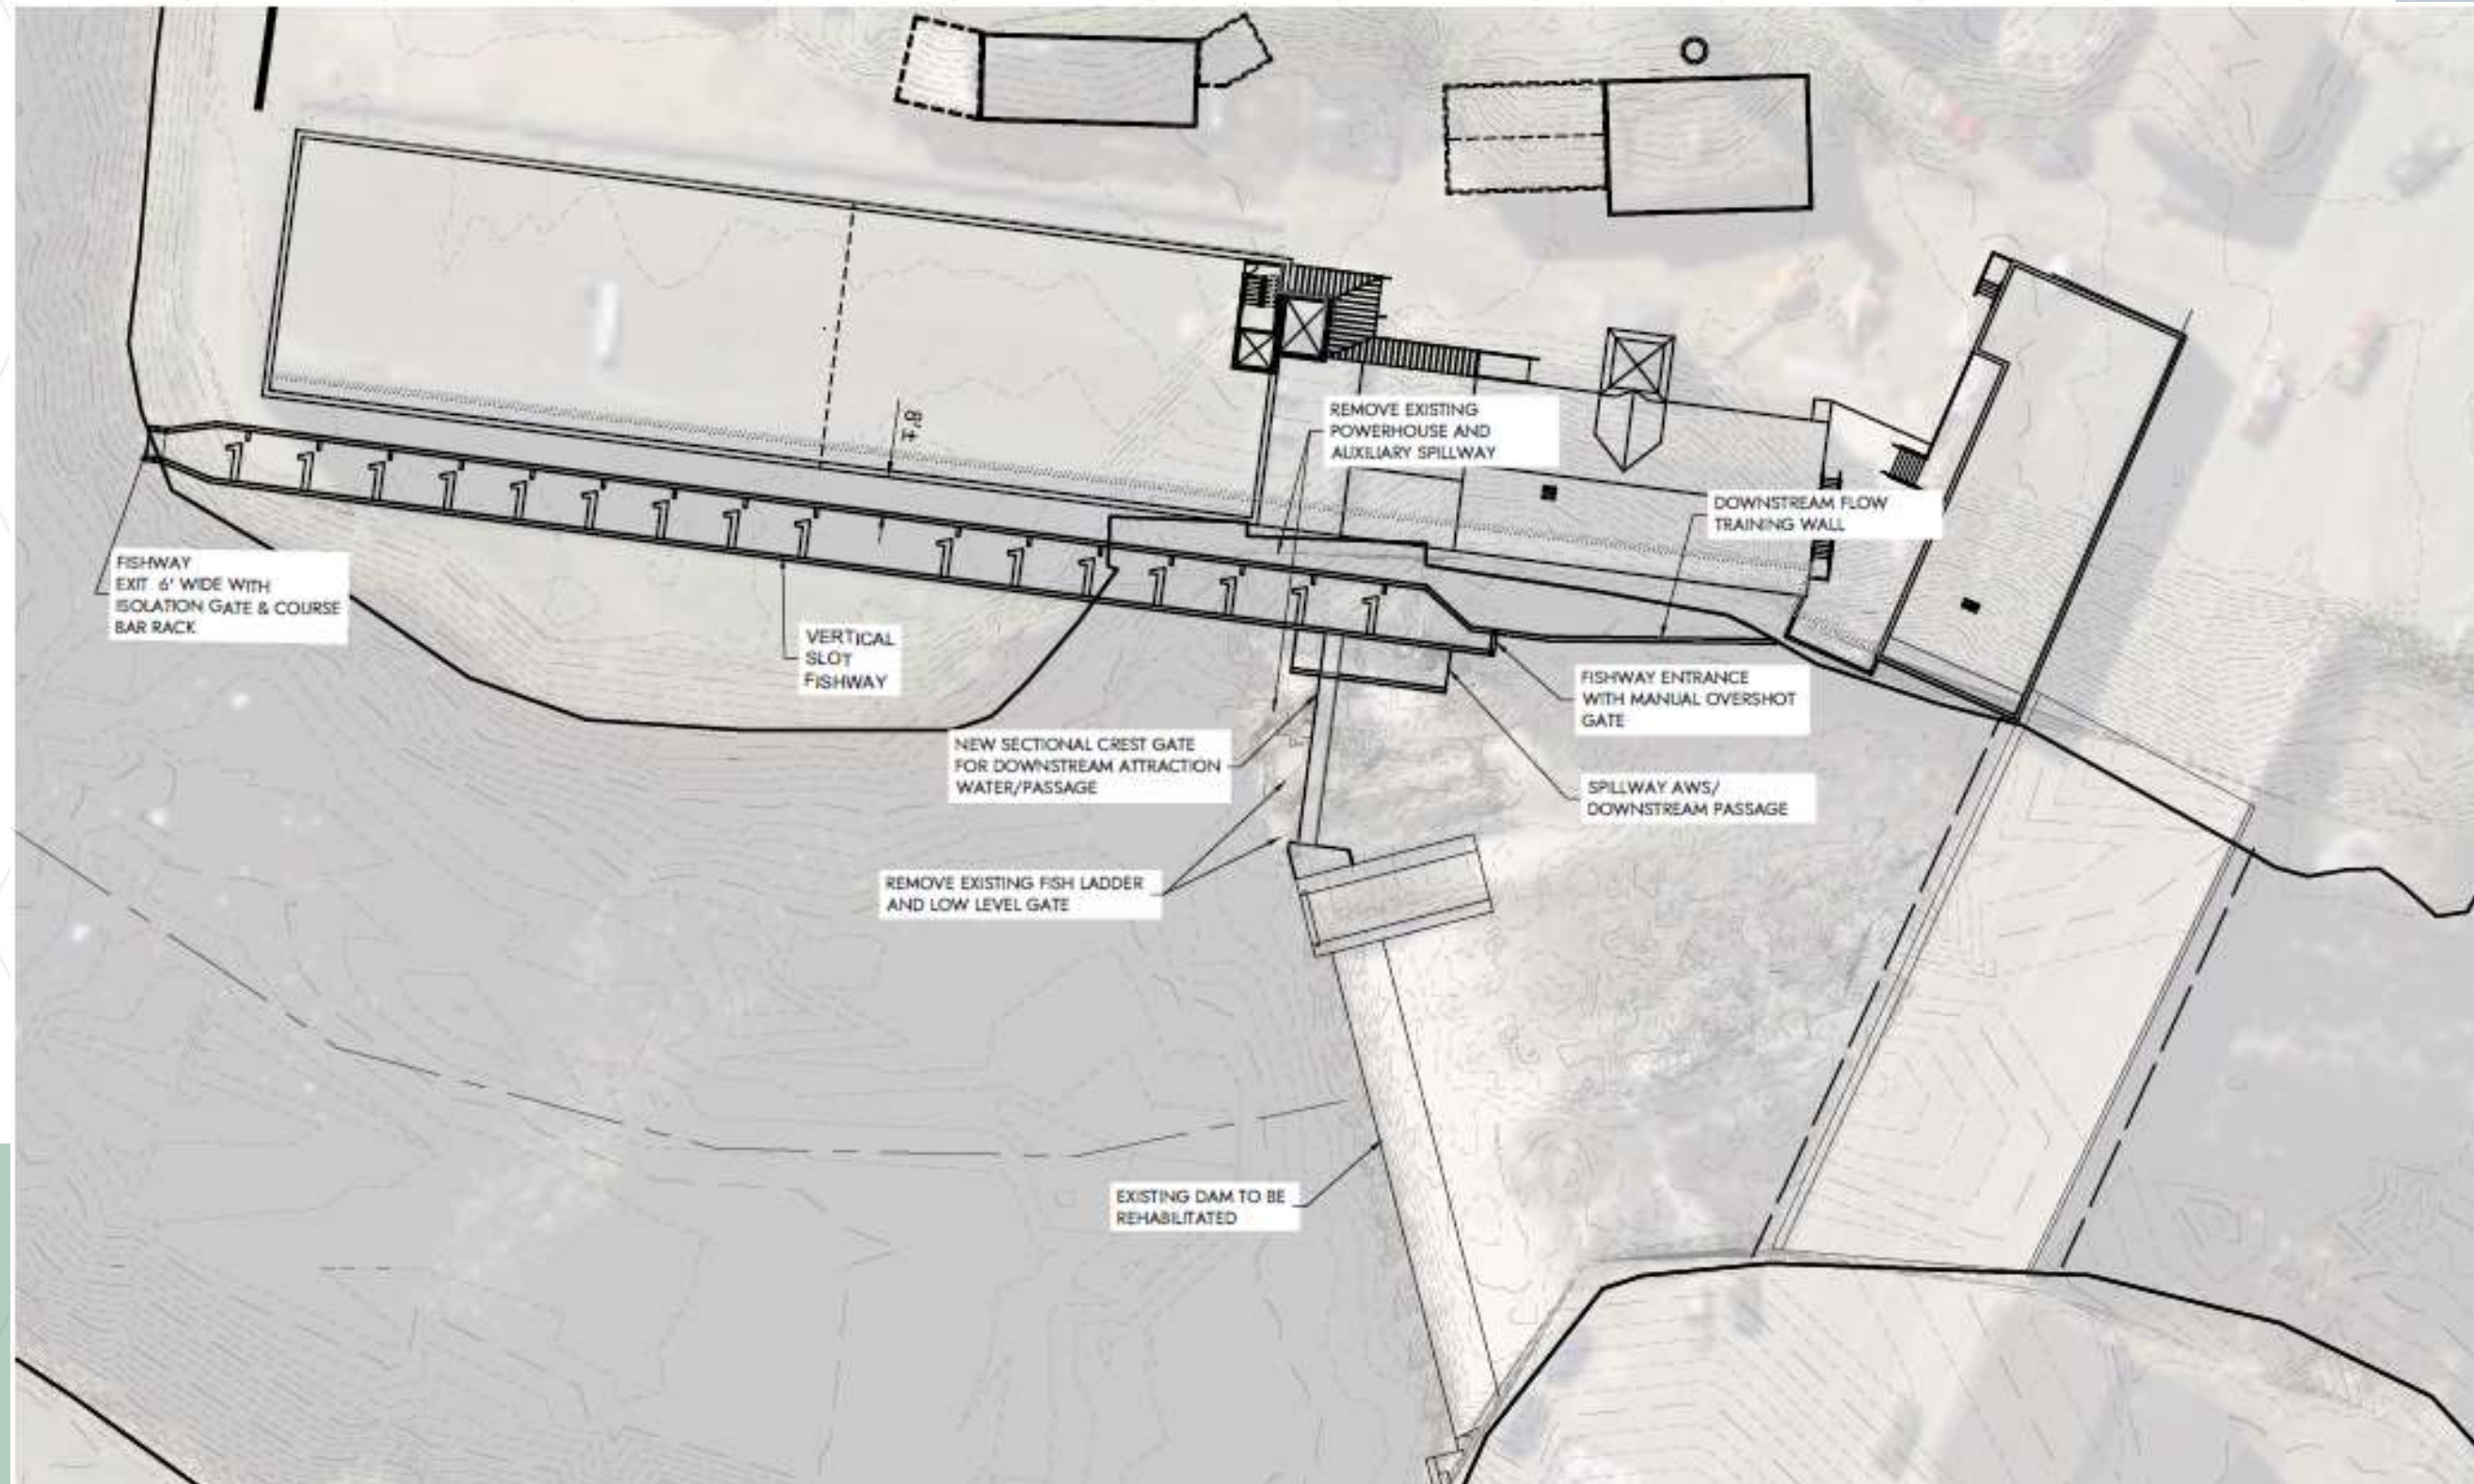 REMOVE EXISTING
POWERHOUSE AND
AUXILIARY SPILLWAY
DOWNSTREAM FLOW
TRAINING WALL
FISHWAY
EXIT 6' WIDE WITH
ISOLATION GATE & COURSE
BAR RACK
VERTICAL
SLOT
FISHWAY
FISHWAY ENTRANCE
WITH MANUAL OVERSHOT
GATE
NEW SECTIONAL CREST GATE
FOR DOWNSTREAM ATTRACTION
WATER/PASSAGE
SPILLWAY AWS/
DOWNSTREAM PASSAGE
REMOVE EXISTING FISH LADDER
AND LOW LEVEL GATE
EXISTING DAM TO BE
REHABILITATED